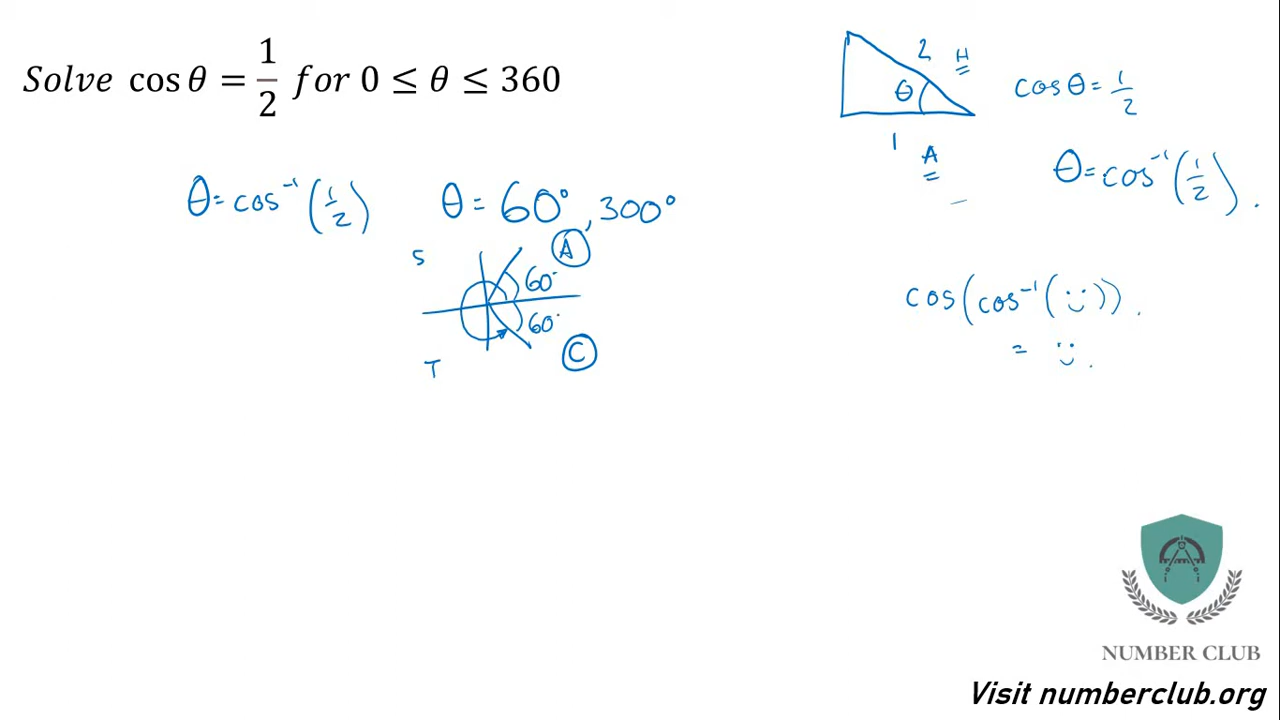 Solve cos θ = 1/2 for 0 ≤ θ ≤ 360
θ = cos⁻¹(1/2)
θ = 60°, 300°
S
A
60°
60°
T
C
2 H
θ
1
A
cos θ = 1/2
θ = cos⁻¹(1/2).
cos(cos⁻¹(¨◡)).
= ¨◡.
NUMBER CLUB
Visit numberclub.org